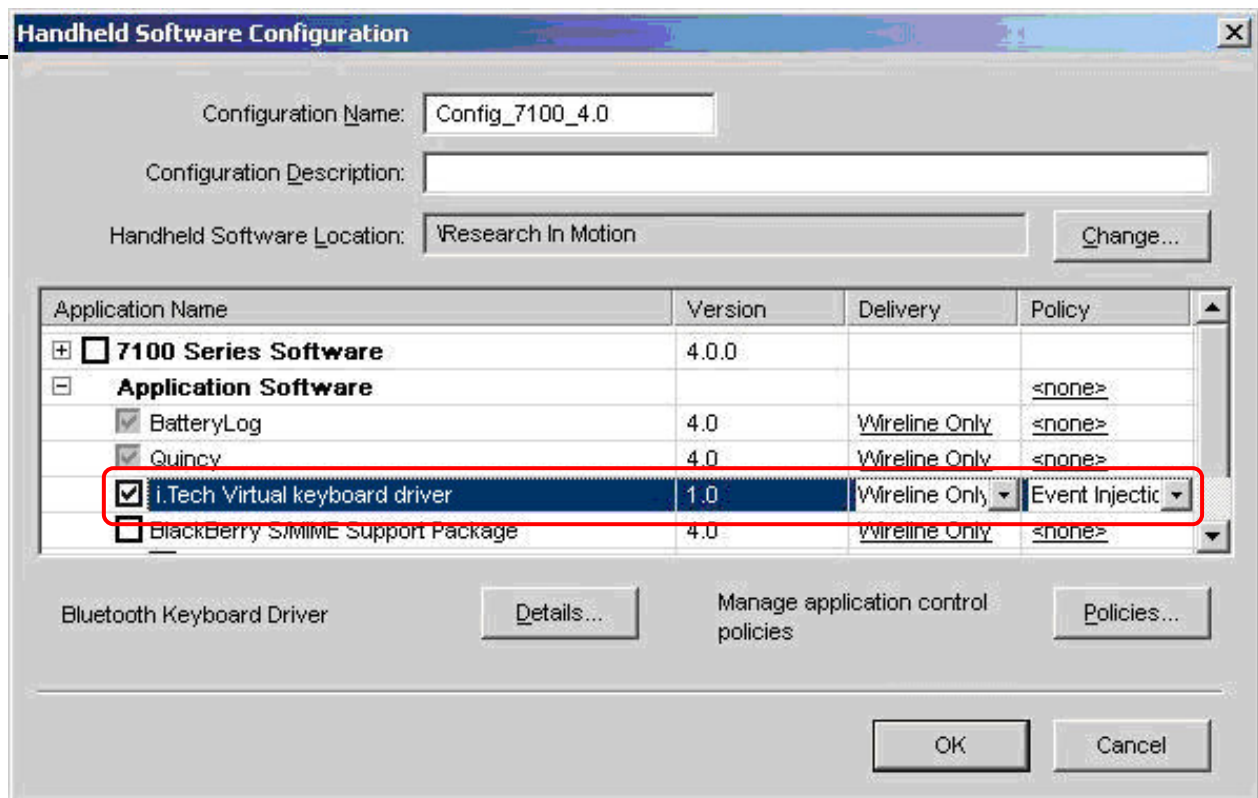 Handheld Software Configuration
Configuration Name: Config_7100_4.0
Configuration Description:
Handheld Software Location: \Research In Motion Change...
Application Name Version Delivery Policy
7100 Series Software 4.0.0
Application Software <none>
BatteryLog 4.0 Wireline Only <none>
Quincy 4.0 Wireline Only <none>
i.Tech Virtual keyboard driver 1.0 Wireline Only Event Injectic
BlackBerry S/MIME Support Package 4.0 Wireline Only <none>
Bluetooth Keyboard Driver Details... Manage application control policies Policies...
OK Cancel